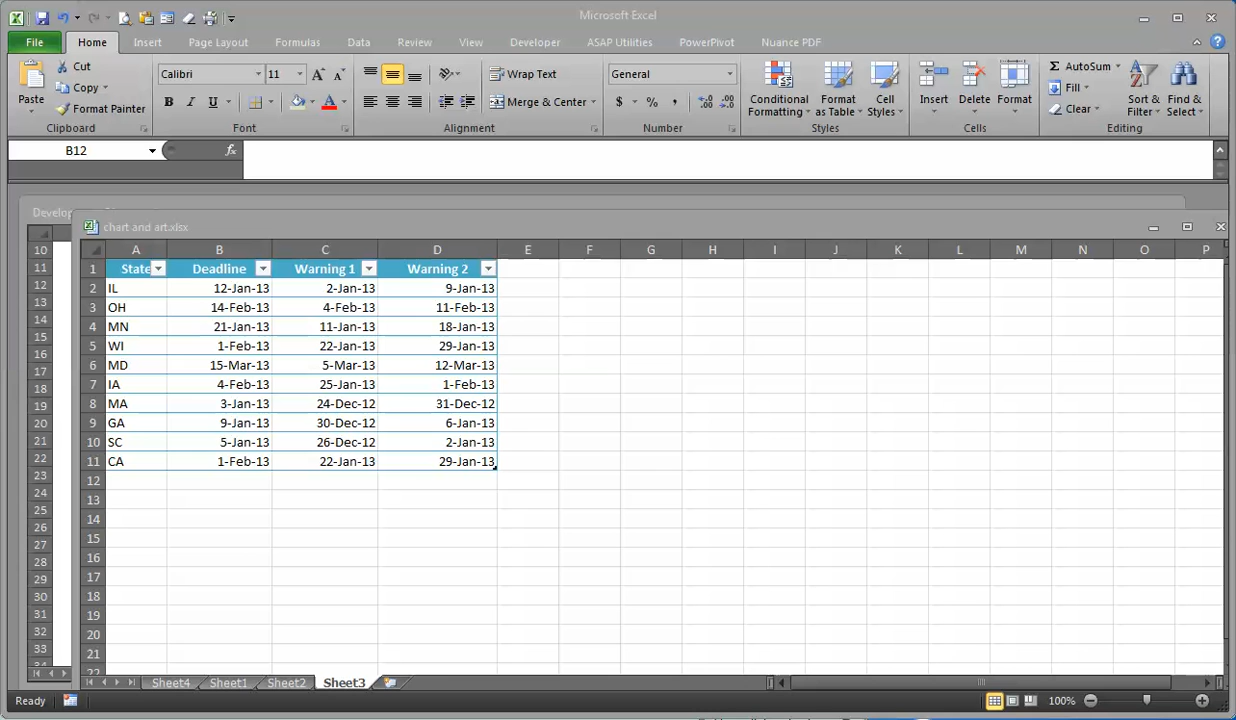 Microsoft Excel
File Home Insert Page Layout Formulas Data Review View Developer ASAP Utilities PowerPivot Nuance PDF
Paste
Cut
Copy
Format Painter
Clipboard
Calibri 11
B I U A
Font
Wrap Text
Merge & Center
Alignment
General
$ % ,
Number
Conditional Formatting
Format as Table
Cell Styles
Styles
Insert
Delete
Format
Cells
AutoSum
Fill
Clear
Sort & Filter
Find & Select
Editing
B12 fx
chart and art.xlsx
A B C D E F G H I J K L M N O P
1 State Deadline Warning 1 Warning 2
2 IL 12-Jan-13 2-Jan-13 9-Jan-13
3 OH 14-Feb-13 4-Feb-13 11-Feb-13
4 MN 21-Jan-13 11-Jan-13 18-Jan-13
5 WI 1-Feb-13 22-Jan-13 29-Jan-13
6 MD 15-Mar-13 5-Mar-13 12-Mar-13
7 IA 4-Feb-13 25-Jan-13 1-Feb-13
8 MA 3-Jan-13 24-Dec-12 31-Dec-12
9 GA 9-Jan-13 30-Dec-12 6-Jan-13
10 SC 5-Jan-13 26-Dec-12 2-Jan-13
11 CA 1-Feb-13 22-Jan-13 29-Jan-13
12
13
14
15
16
17
18
19
20
21
22
10
11
12
13
14
15
16
17
18
19
20
21
22
23
24
25
26
27
28
29
30
31
32
33
Sheet4 Sheet1 Sheet2 Sheet3
Ready 100%